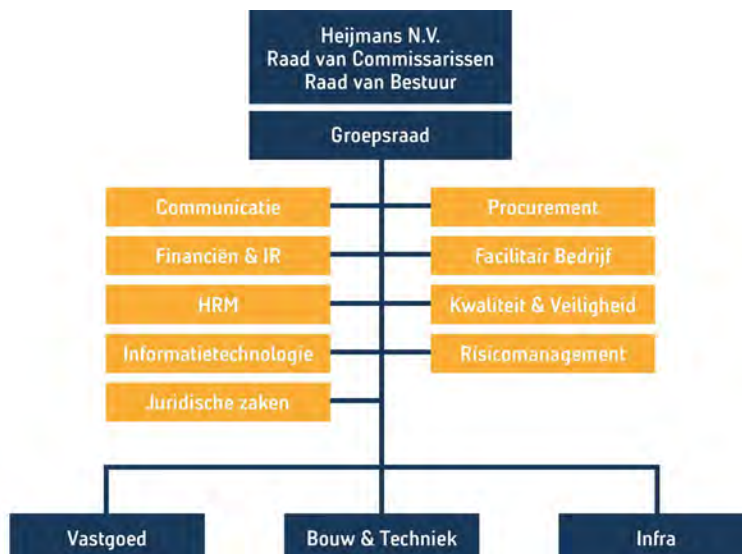 Heijmans N.V.
Raad van Commissarissen
Raad van Bestuur
Groepsraad
Communicatie
Procurement
Financiën & IR
Facilitair Bedrijf
HRM
Kwaliteit & Veiligheid
Informatietechnologie
Risicomanagement
Juridische zaken
Vastgoed
Bouw & Techniek
Infra